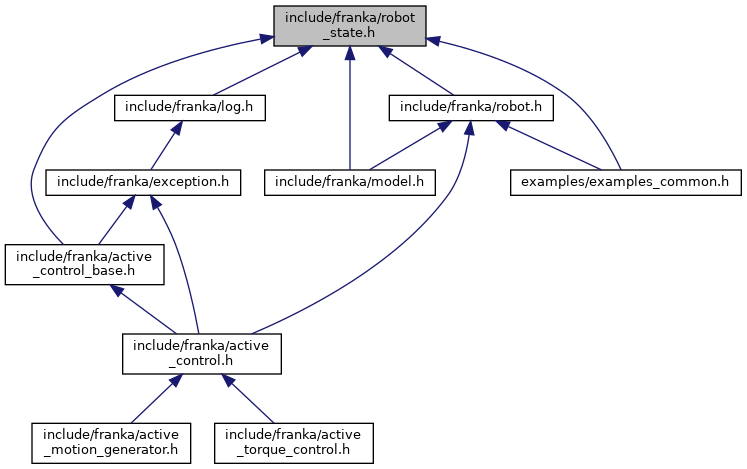 include/franka/robot
_state.h
include/franka/log.h
include/franka/robot.h
include/franka/exception.h
include/franka/model.h
examples/examples_common.h
include/franka/active
_control_base.h
include/franka/active
_control.h
include/franka/active
_motion_generator.h
include/franka/active
_torque_control.h